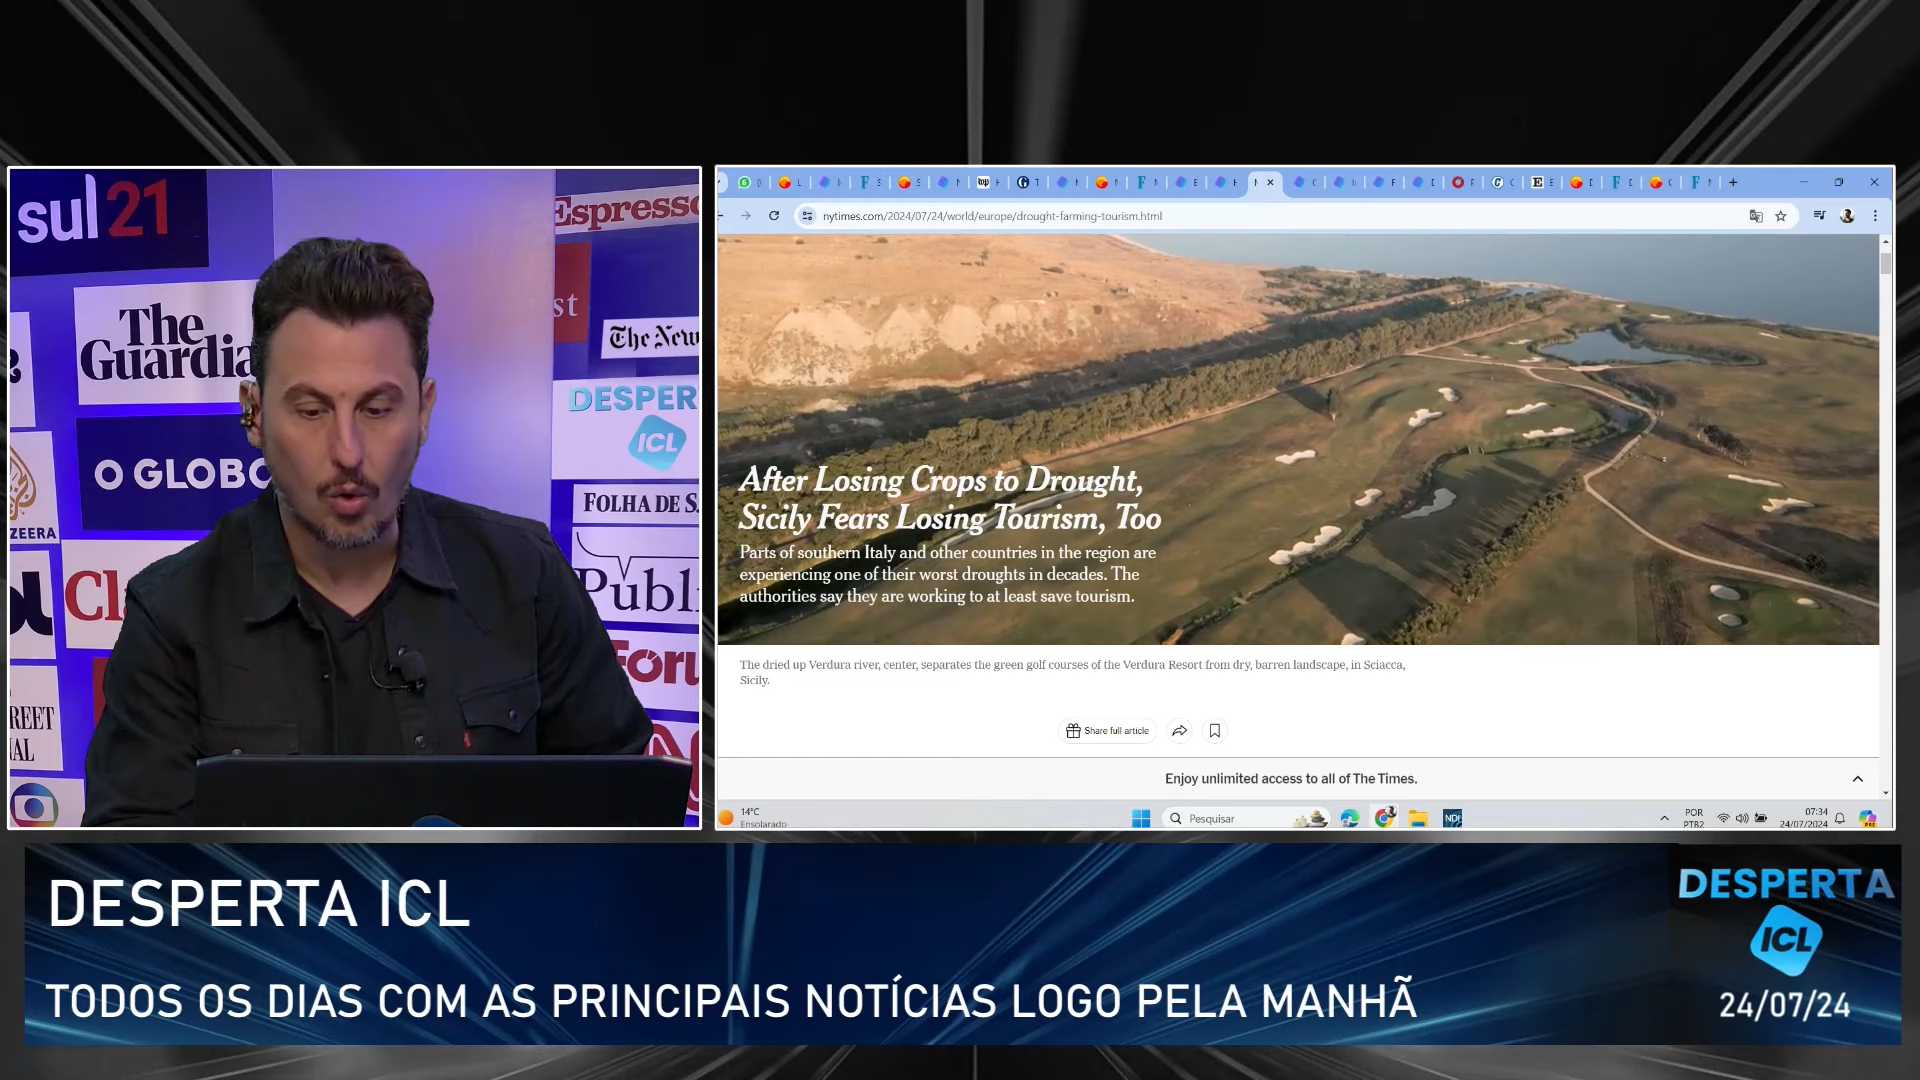 sul21
Espresso
The
Guardia
st
The New
DESPER
ICL
O GLOBO
FOLHA DE S.
ZEERA
Públi
Cla
Fóru
REET
AL
nytimes.com/2024/07/24/world/europe/drought-farming-tourism.html
After Losing Crops to Drought,
Sicily Fears Losing Tourism, Too
Parts of southern Italy and other countries in the region are
experiencing one of their worst droughts in decades. The
authorities say they are working to at least save tourism.
The dried up Verdura river, center, separates the green golf courses of the Verdura Resort from dry, barren landscape, in Sciacca,
Sicily.
Share full article
Enjoy unlimited access to all of The Times.
14°C
Ensolarado
Pesquisar
POR
PTB2
07:34
24/07/2024
DESPERTA ICL
TODOS OS DIAS COM AS PRINCIPAIS NOTÍCIAS LOGO PELA MANHÃ
DESPERTA
ICL
24/07/24